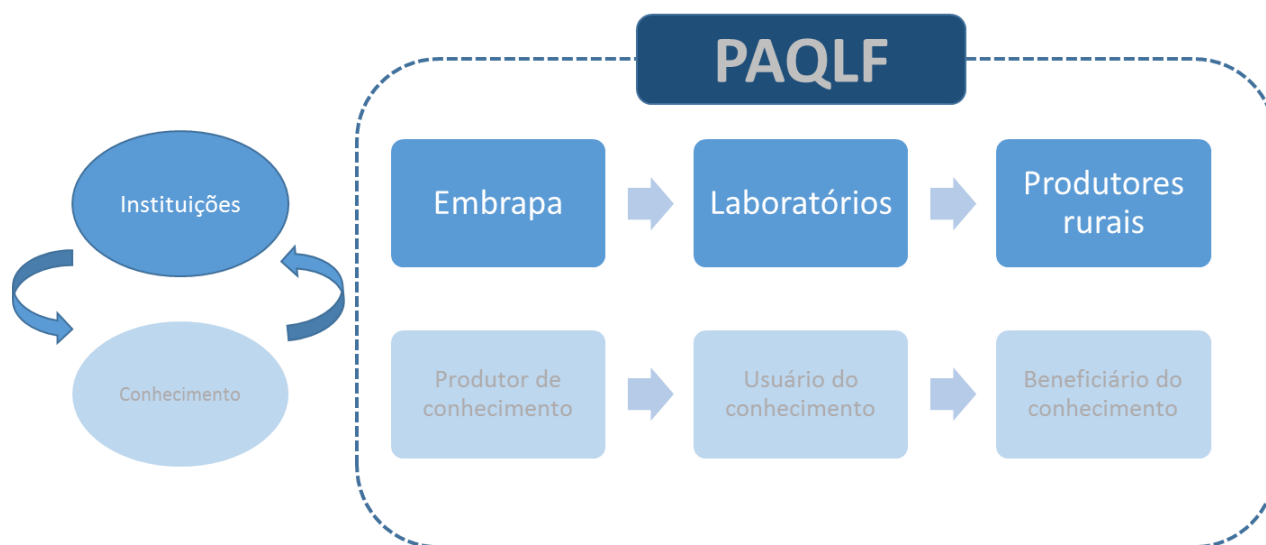 PAQLF
Instituições
Embrapa
Laboratórios
Produtores
rurais
Conhecimento
Produtor de
conhecimento
Usuário do
conhecimento
Beneficiário do
conhecimento